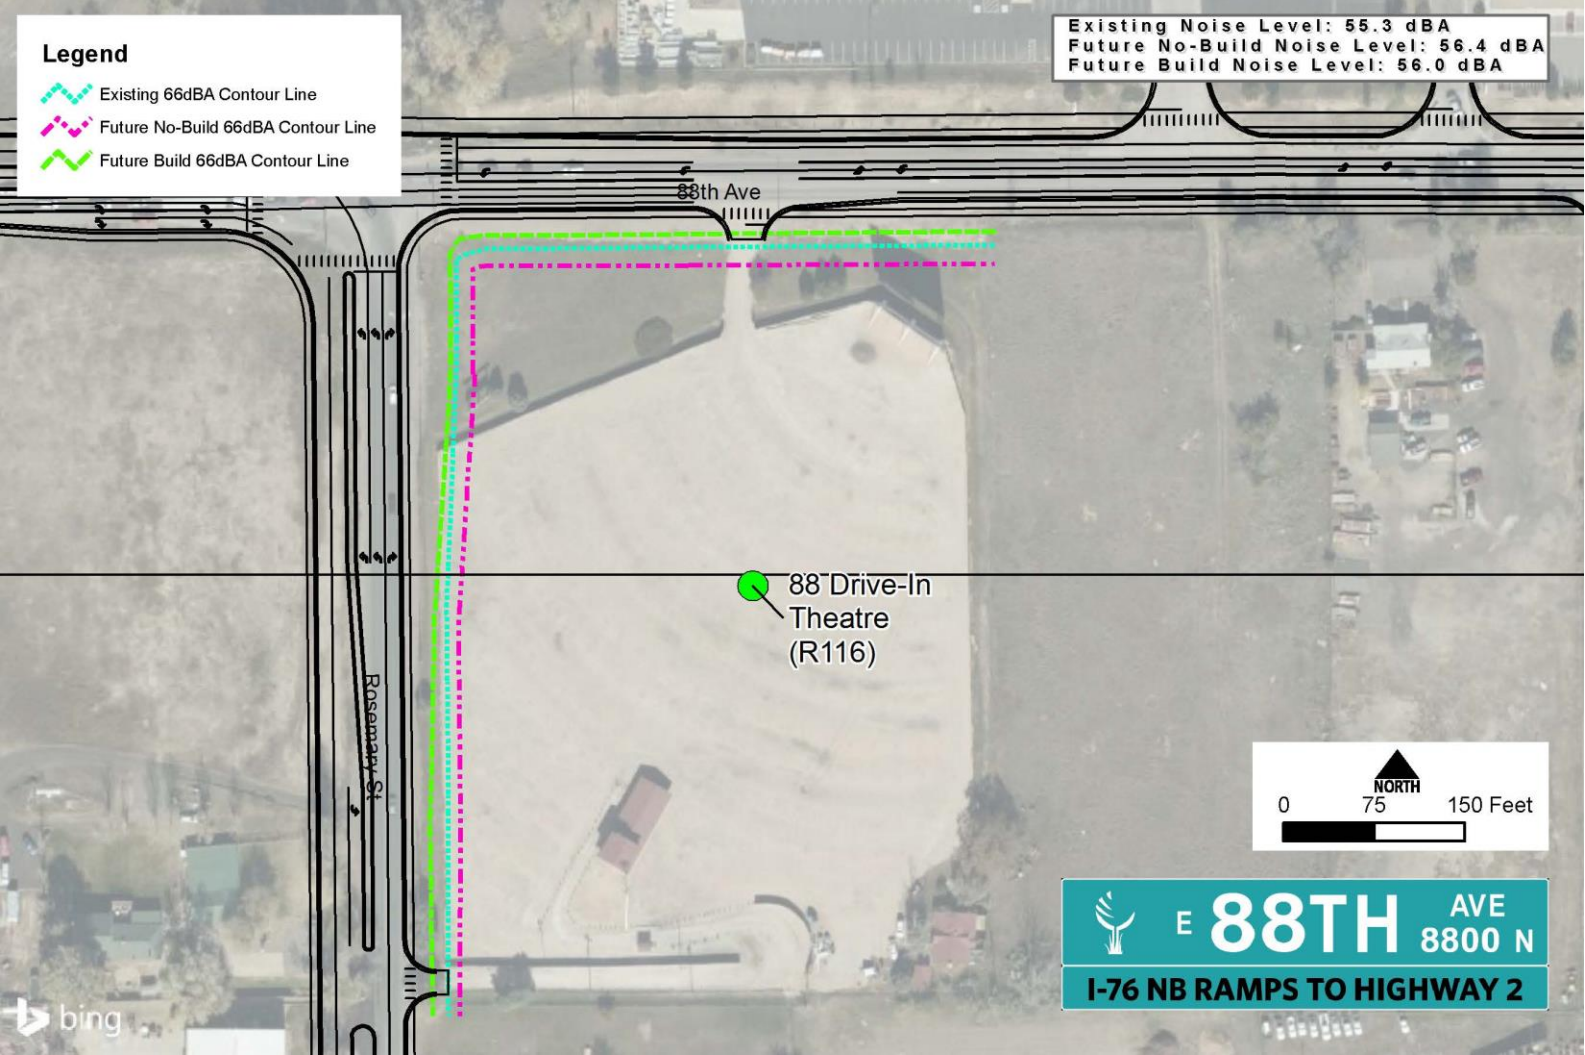 Legend
Existing 66dBA Contour Line
Future No-Build 66dBA Contour Line
Future Build 66dBA Contour Line
Existing Noise Level: 55.3 dBA
Future No-Build Noise Level: 56.4 dBA
Future Build Noise Level: 56.0 dBA
88th Ave
Rosemary St
88 Drive-In
Theatre
(R116)
NORTH
0 75 150 Feet
E 88TH AVE
8800 N
I-76 NB RAMPS TO HIGHWAY 2
bing